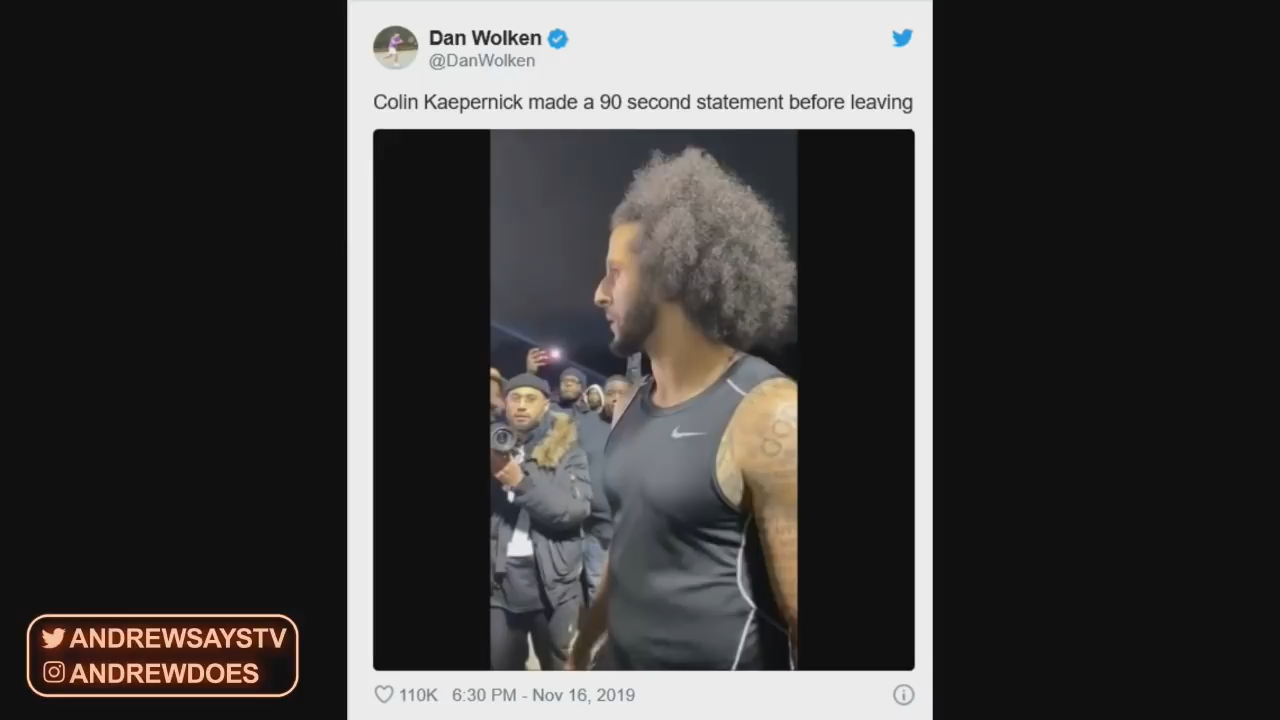 Dan Wolken
@DanWolken
Colin Kaepernick made a 90 second statement before leaving
110K 6:30 PM - Nov 16, 2019
ANDREWSAYSTV
ANDREWDOES